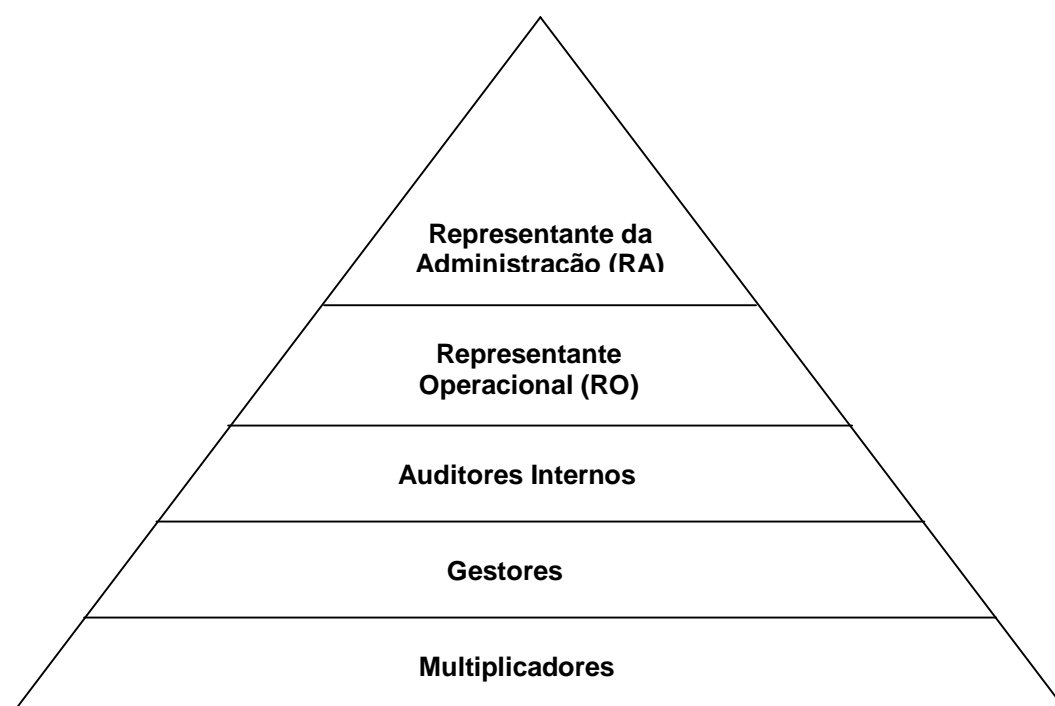 Representante da
Administração (RA)
Representante
Operacional (RO)
Auditores Internos
Gestores
Multiplicadores